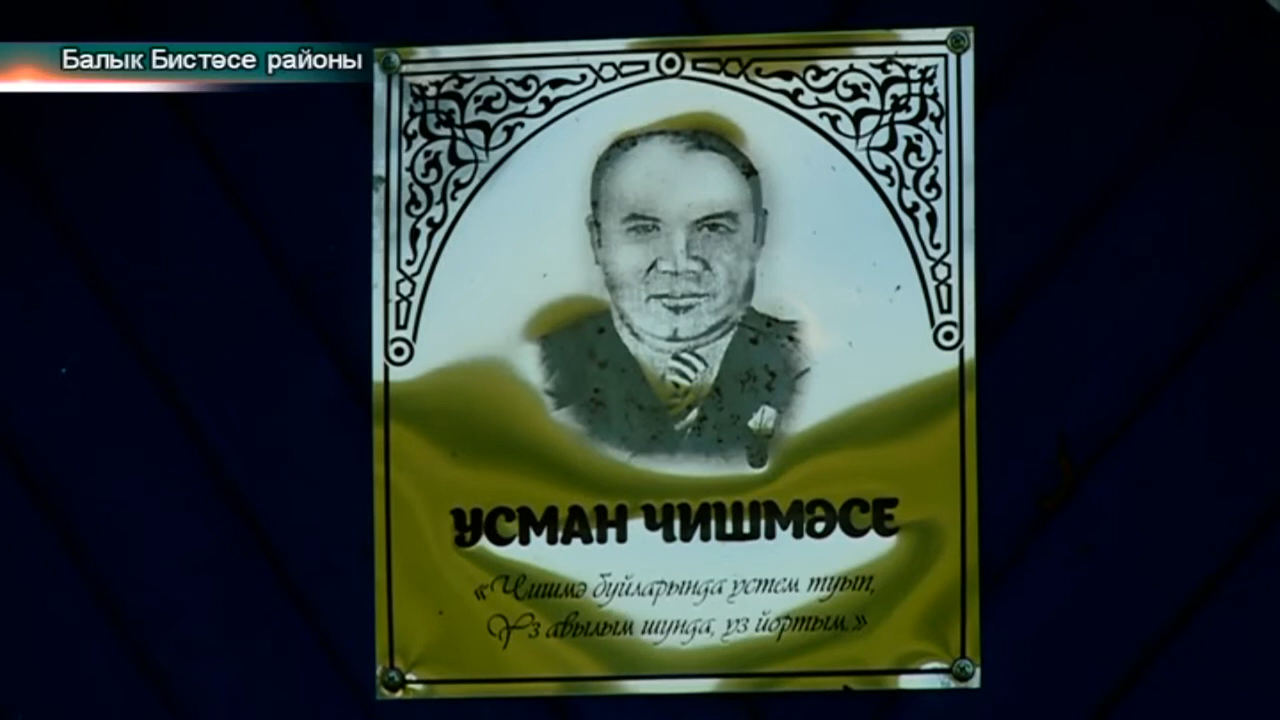 Балык Бистәсе районы
УСМАН ЧИШМӘСЕ
«Чишмә буйларында үстем туып,
Үз авылым шунда, үз йортым.»